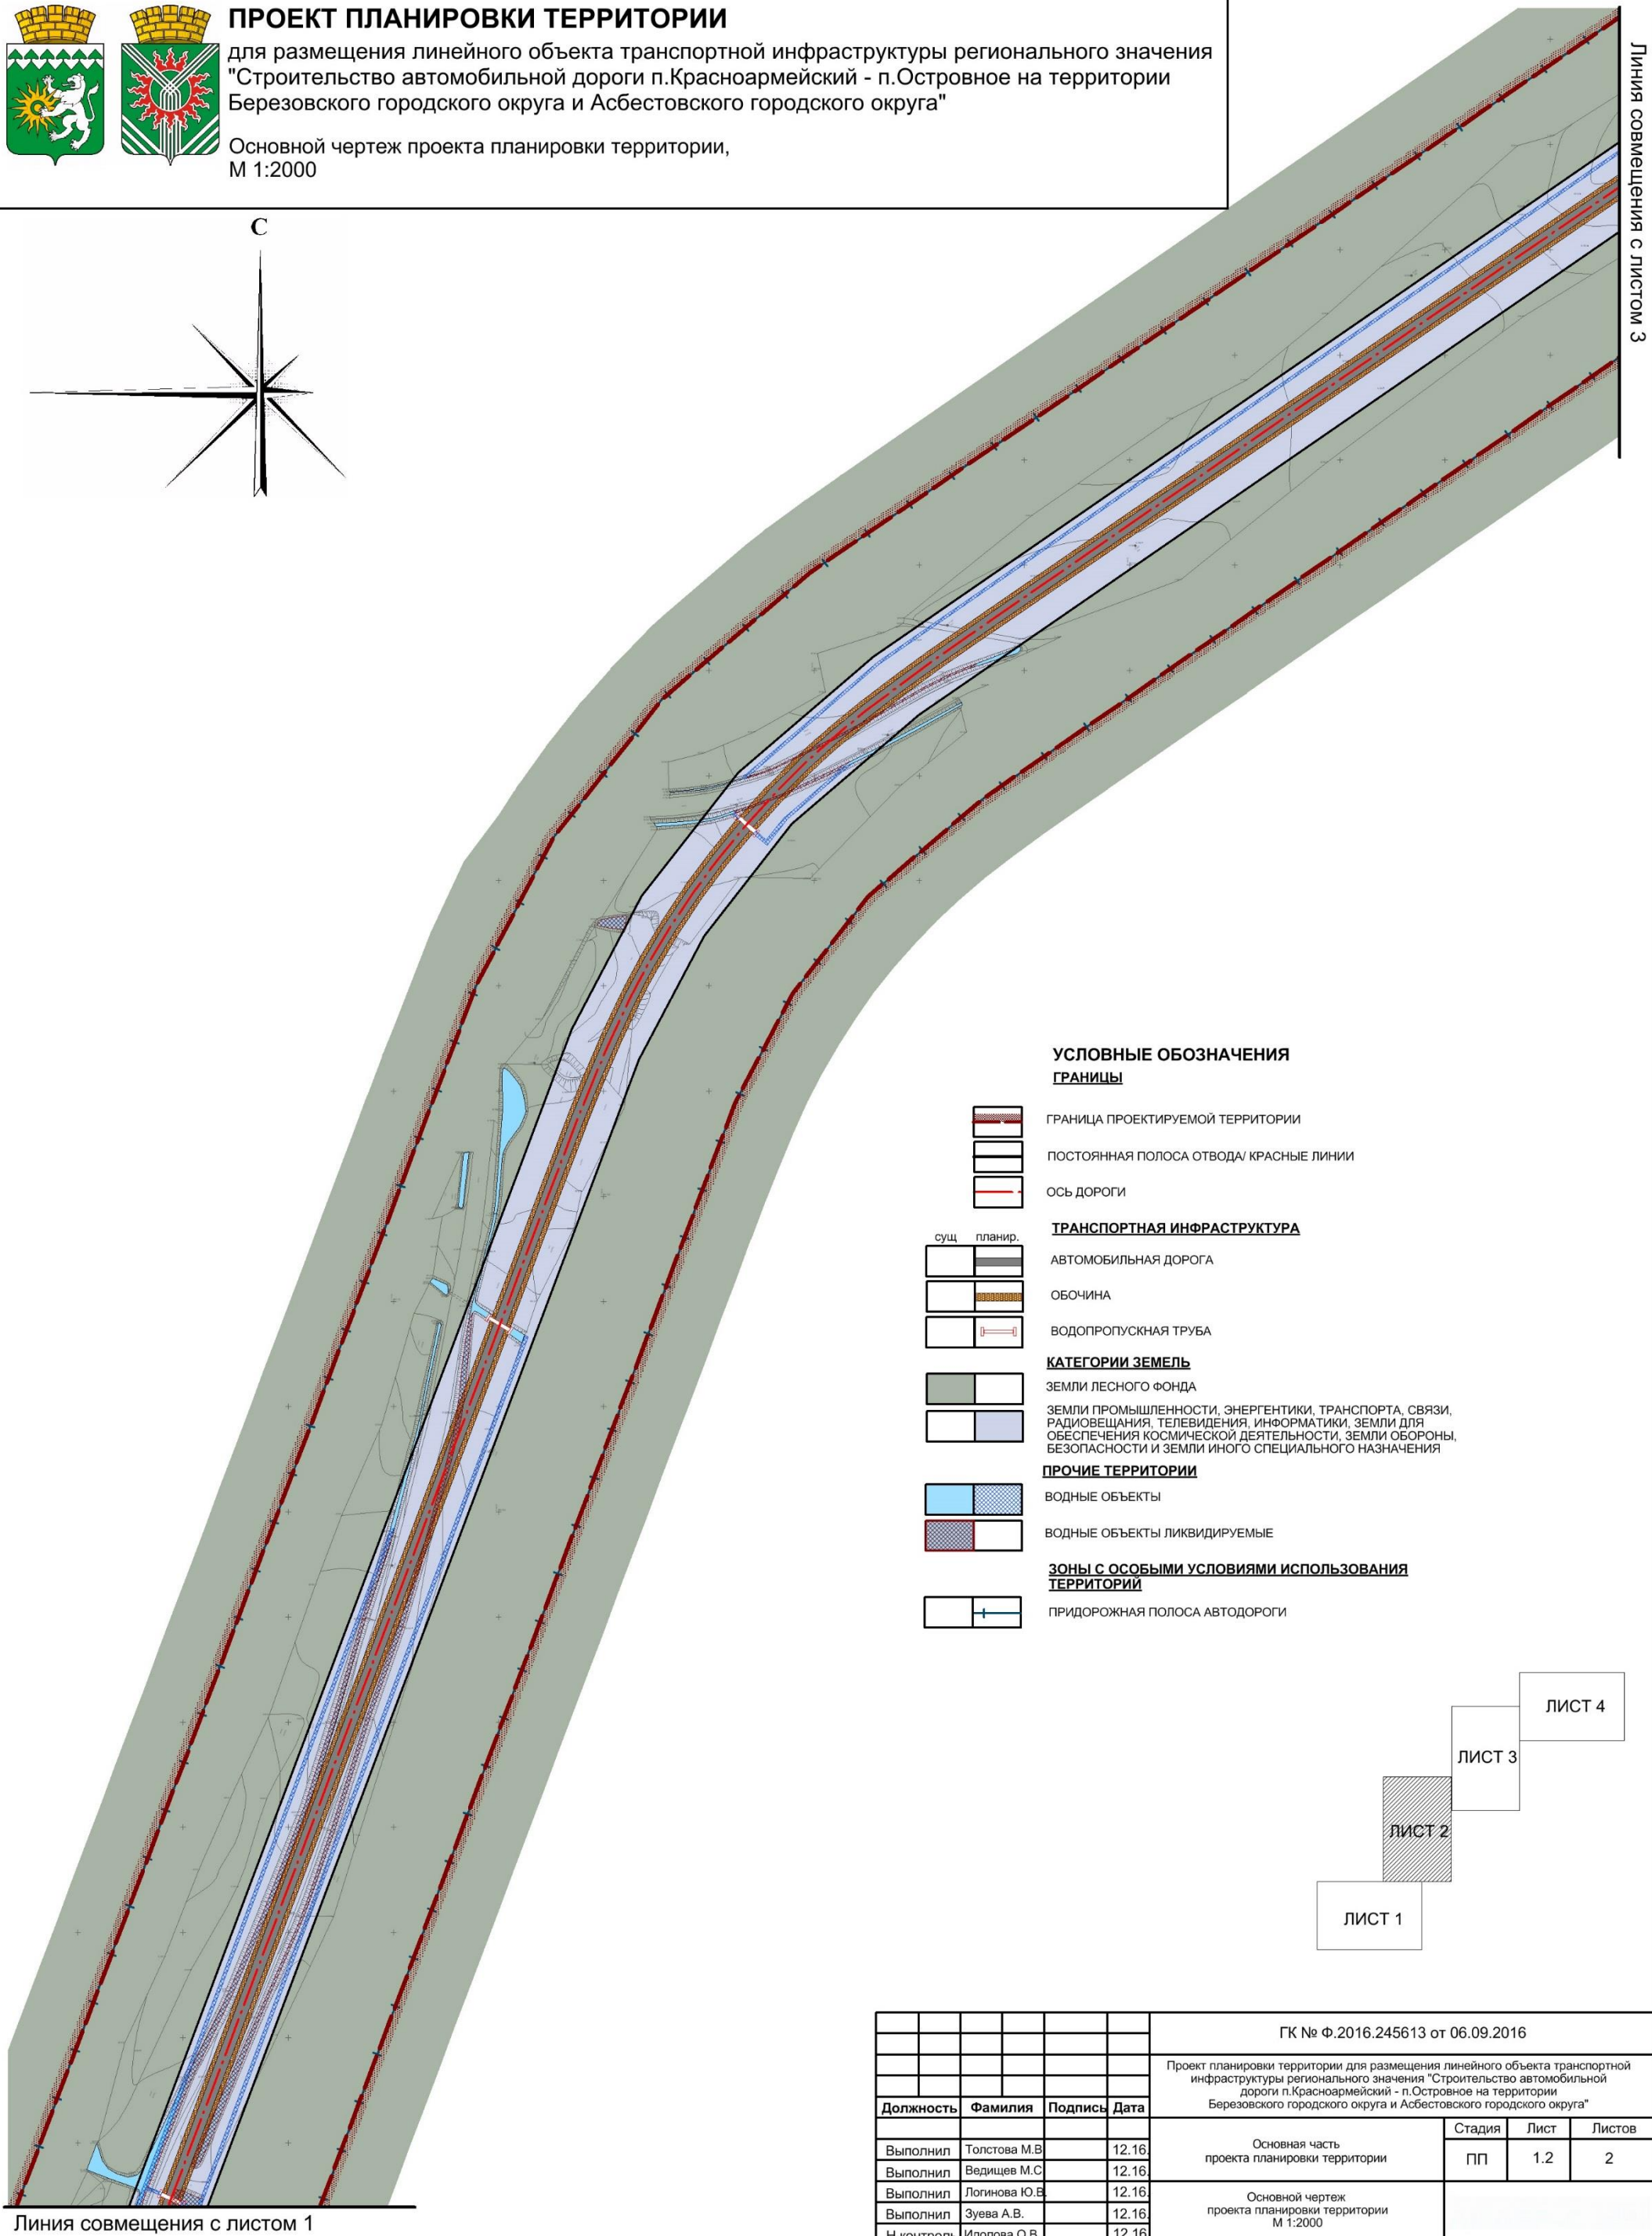 ПРОЕКТ ПЛАНИРОВКИ ТЕРРИТОРИИ
для размещения линейного объекта транспортной инфраструктуры регионального значения
"Строительство автомобильной дороги п.Красноармейский - п.Островное на территории
Березовского городского округа и Асбестовского городского округа"
Основной чертеж проекта планировки территории,
М 1:2000
Линия совмещения с листом 3
С
УСЛОВНЫЕ ОБОЗНАЧЕНИЯ
ГРАНИЦЫ
ГРАНИЦА ПРОЕКТИРУЕМОЙ ТЕРРИТОРИИ
ПОСТОЯННАЯ ПОЛОСА ОТВОДА/ КРАСНЫЕ ЛИНИИ
ОСЬ ДОРОГИ
ТРАНСПОРТНАЯ ИНФРАСТРУКТУРА
сущ планир.
АВТОМОБИЛЬНАЯ ДОРОГА
ОБОЧИНА
ВОДОПРОПУСКНАЯ ТРУБА
КАТЕГОРИИ ЗЕМЕЛЬ
ЗЕМЛИ ЛЕСНОГО ФОНДА
ЗЕМЛИ ПРОМЫШЛЕННОСТИ, ЭНЕРГЕНТИКИ, ТРАНСПОРТА, СВЯЗИ,
РАДИОВЕЩАНИЯ, ТЕЛЕВИДЕНИЯ, ИНФОРМАТИКИ, ЗЕМЛИ ДЛЯ
ОБЕСПЕЧЕНИЯ КОСМИЧЕСКОЙ ДЕЯТЕЛЬНОСТИ, ЗЕМЛИ ОБОРОНЫ,
БЕЗОПАСНОСТИ И ЗЕМЛИ ИНОГО СПЕЦИАЛЬНОГО НАЗНАЧЕНИЯ
ПРОЧИЕ ТЕРРИТОРИИ
ВОДНЫЕ ОБЪЕКТЫ
ВОДНЫЕ ОБЪЕКТЫ ЛИКВИДИРУЕМЫЕ
ЗОНЫ С ОСОБЫМИ УСЛОВИЯМИ ИСПОЛЬЗОВАНИЯ
ТЕРРИТОРИЙ
ПРИДОРОЖНАЯ ПОЛОСА АВТОДОРОГИ
ЛИСТ 4
ЛИСТ 3
ЛИСТ 2
ЛИСТ 1
ГК № Ф.2016.245613 от 06.09.2016
Проект планировки территории для размещения линейного объекта транспортной
инфраструктуры регионального значения "Строительство автомобильной
дороги п.Красноармейский - п.Островное на территории
Березовского городского округа и Асбестовского городского округа"
Должность Фамилия Подпись Дата
Основная часть
проекта планировки территории
Стадия Лист Листов
ПП 1.2 2
Выполнил Толстова М.В 12.16.
Выполнил Ведищев М.С 12.16.
Выполнил Логинова Ю.В. 12.16.
Выполнил Зуева А.В. 12.16.
Основной чертеж
проекта планировки территории
М 1:2000
Линия совмещения с листом 1